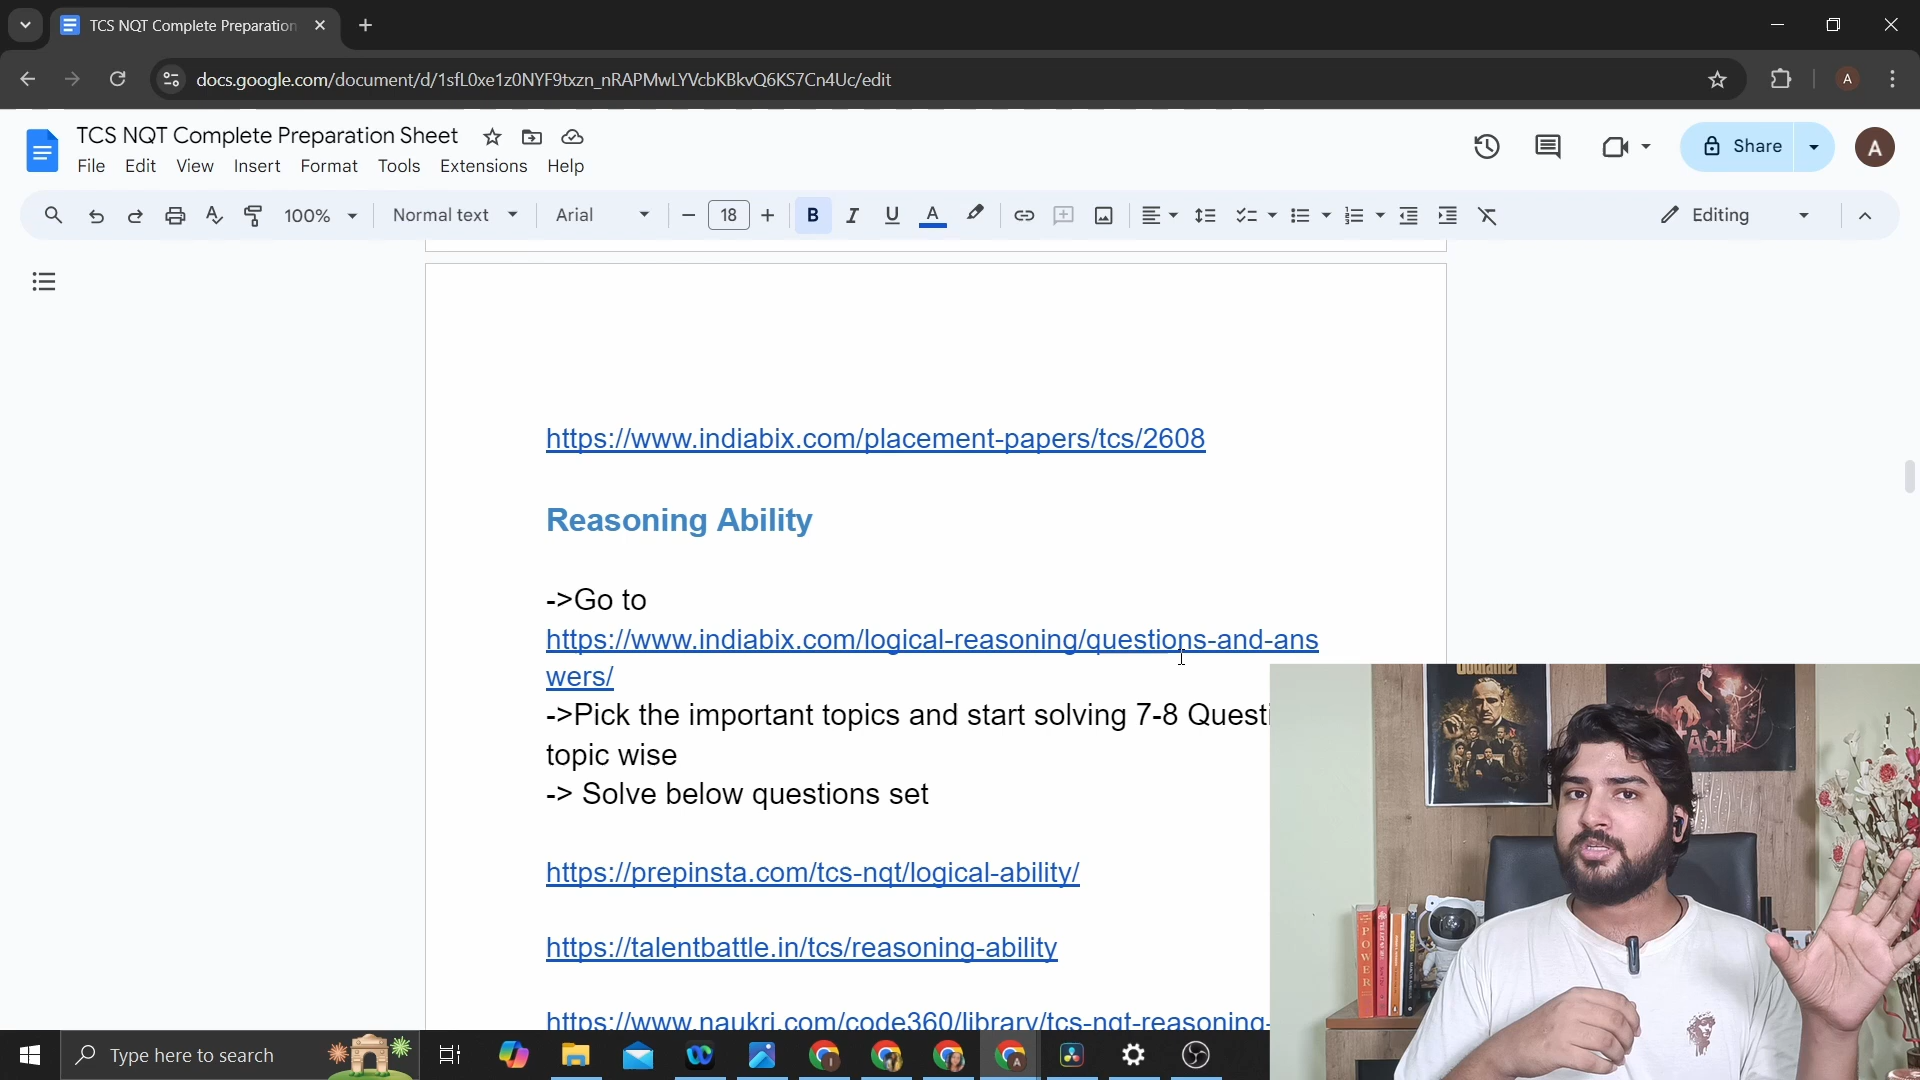 TCS NQT Complete Preparation
docs.google.com/document/d/1sfL0xe1z0NYF9txzn_nRAPMwLYVcbKBkvQ6KS7Cn4Uc/edit
A
TCS NQT Complete Preparation Sheet
Share
A
File Edit View Insert Format Tools Extensions Help
100% Normal text Arial 18 B I U A Editing
https://www.indiabix.com/placement-papers/tcs/2608
Reasoning Ability
->Go to
https://www.indiabix.com/logical-reasoning/questions-and-ans
wers/
->Pick the important topics and start solving 7-8 Questi
topic wise
-> Solve below questions set
https://prepinsta.com/tcs-nqt/logical-ability/
https://talentbattle.in/tcs/reasoning-ability
https://www.naukri.com/code360/library/tcs-nqt-reasoning-
Godfather
TACHI
POWER
Type here to search